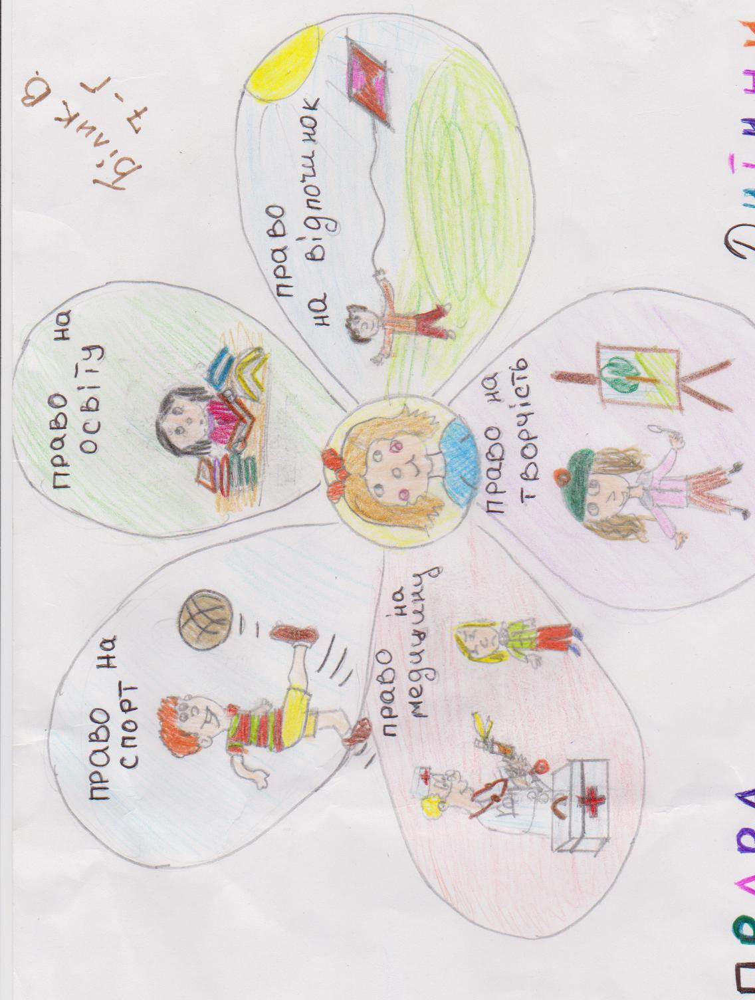 Білик В.
7-Г
право на
спорт
право на
освіту
право
на відпочинок
право на
медицину
право на
творчість
ПРАВА Дитини